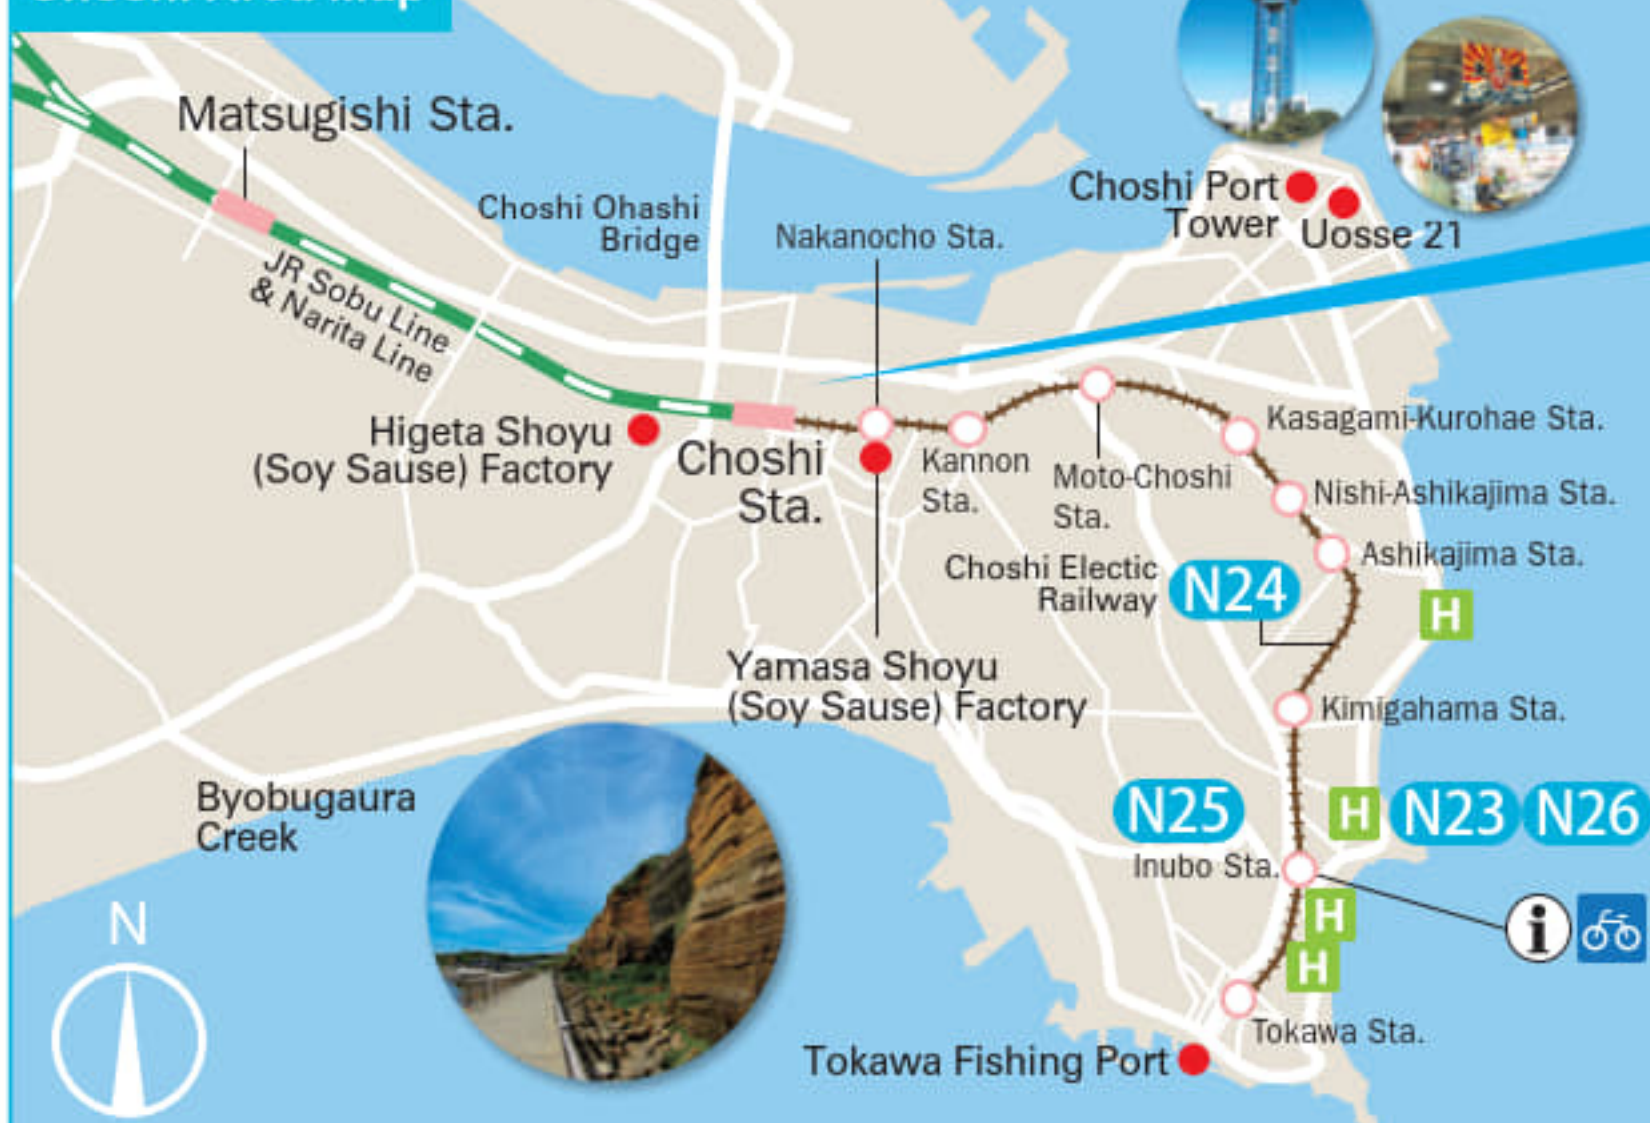 Choshi Area Map
Matsugishi Sta.
Choshi Ohashi
Bridge
Nakanocho Sta.
Choshi Port
Tower
Uosse 21
JR Sobu Line
& Narita Line
Higeta Shoyu
(Soy Sause) Factory
Choshi
Sta.
Kannon
Sta.
Moto-Choshi
Sta.
Kasagami-Kurohae Sta.
Nishi-Ashikajima Sta.
Ashikajima Sta.
Choshi Electic
Railway
N24
H
Yamasa Shoyu
(Soy Sause) Factory
Kimigahama Sta.
Byobugaura
Creek
N25
H N23 N26
Inubo Sta.
H
i
H
N
Tokawa Sta.
Tokawa Fishing Port